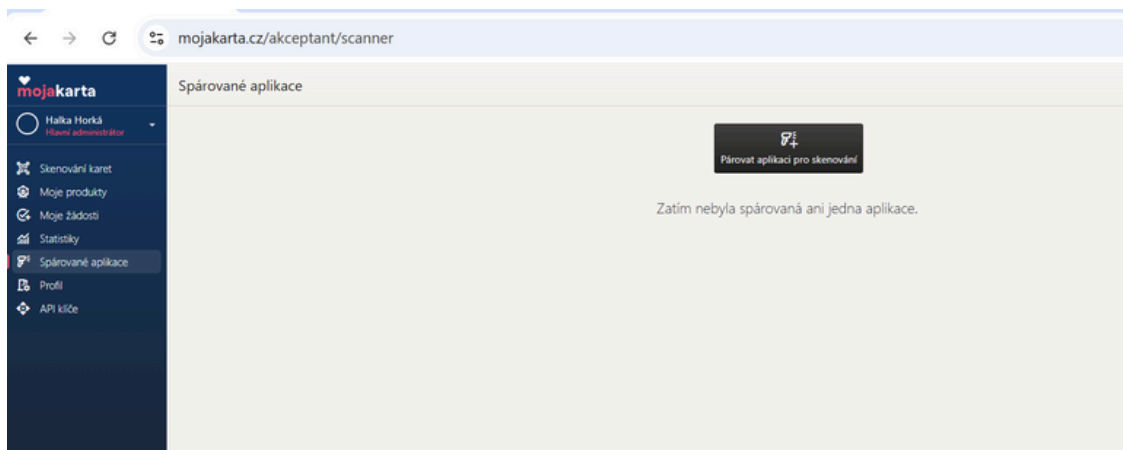 mojakarta.cz/akceptant/scanner
mojakarta
Spárované aplikace
Halka Horká
Hlavní administrátor
Párovat aplikaci pro skenování
Zatím nebyla spárovaná ani jedna aplikace.
Skenování karet
Moje produkty
Moje žádosti
Statistiky
Spárované aplikace
Profil
API klíče